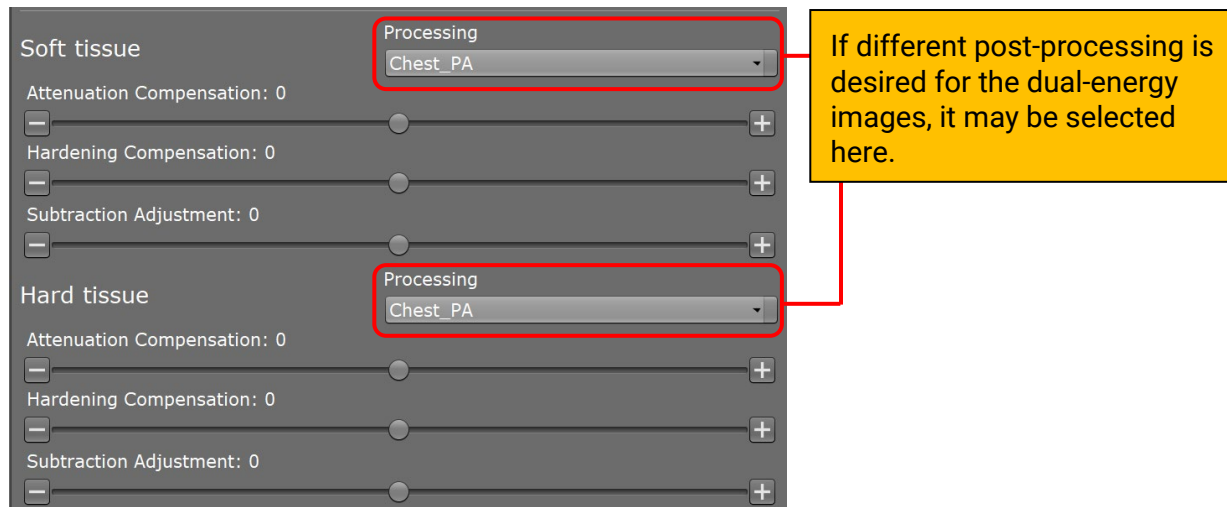 Soft tissue
Processing
Chest_PA
Attenuation Compensation: 0
Hardening Compensation: 0
Subtraction Adjustment: 0
Hard tissue
Processing
Chest_PA
Attenuation Compensation: 0
Hardening Compensation: 0
Subtraction Adjustment: 0
If different post-processing is
desired for the dual-energy
images, it may be selected
here.